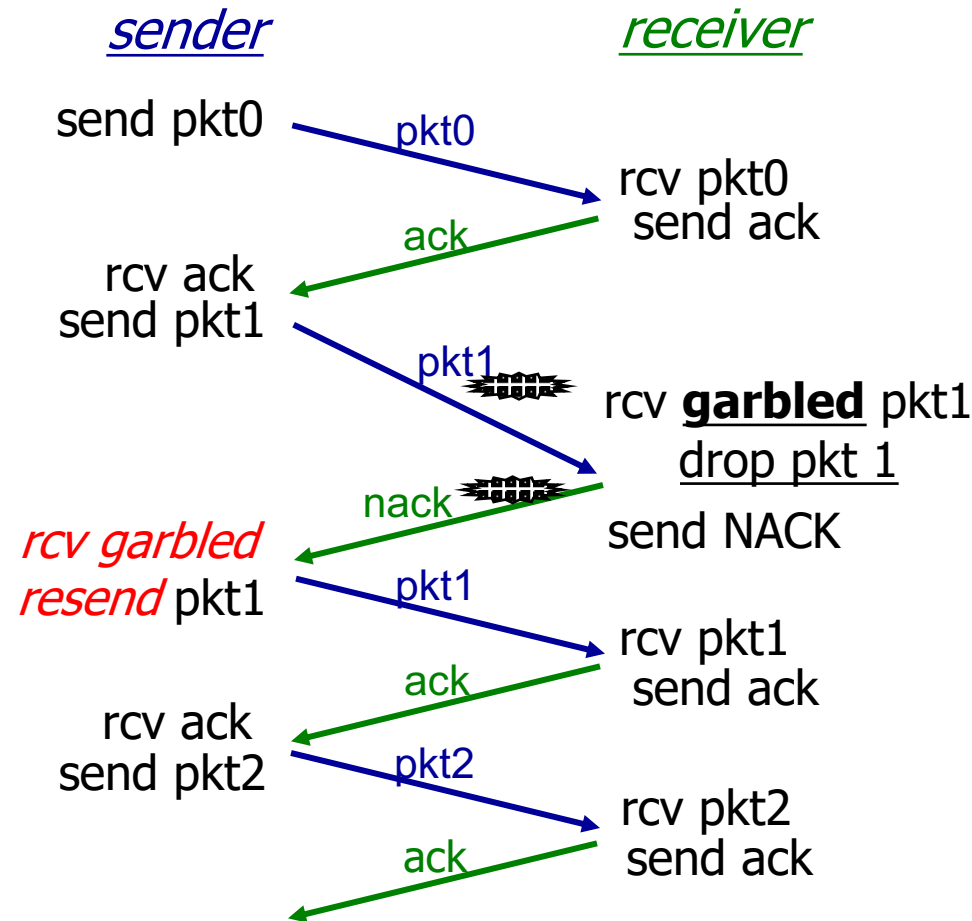 sender
receiver
send pkt0
pkt0
rcv pkt0
send ack
ack
rcv ack
send pkt1
pkt1
rcv garbled pkt1
drop pkt 1
send NACK
nack
rcv garbled
resend pkt1
pkt1
rcv pkt1
send ack
ack
rcv ack
send pkt2
pkt2
rcv pkt2
send ack
ack